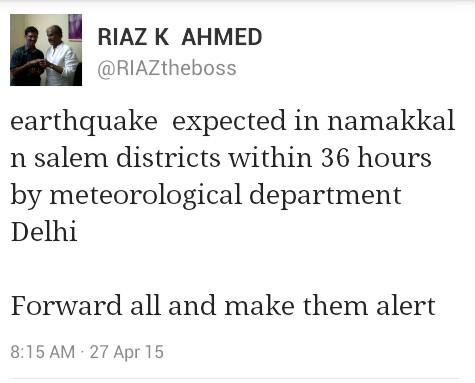 RIAZ K AHMED
@RIAZtheboss
earthquake expected in namakkal
n salem districts within 36 hours
by meteorological department
Delhi
Forward all and make them alert
8:15 AM · 27 Apr 15